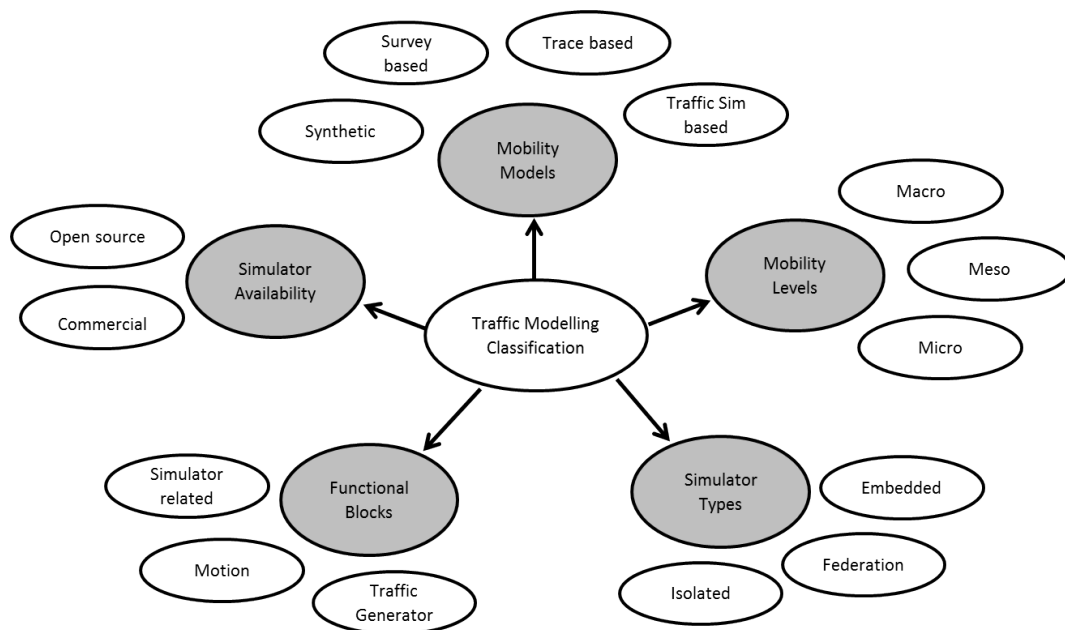 Survey
based
Trace based
Synthetic
Traffic Sim
based
Mobility
Models
Open source
Commercial
Simulator
Availability
Macro
Meso
Micro
Mobility
Levels
Traffic Modelling
Classification
Simulator
related
Motion
Traffic
Generator
Functional
Blocks
Simulator
Types
Embedded
Federation
Isolated